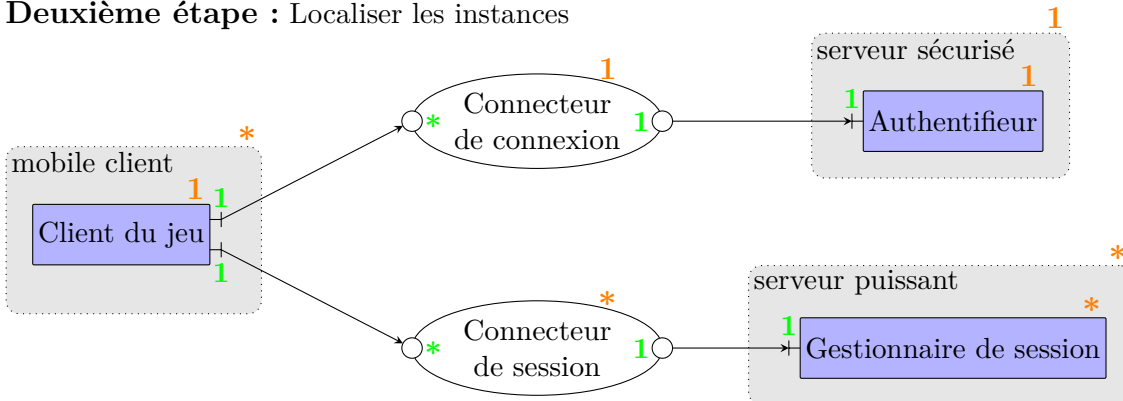 Deuxième étape : Localiser les instances
1
serveur sécurisé
1
1
Authentifieur
1
Connecteur
de connexion
*
1
*
mobile client
1
1
Client du jeu
1
*
Connecteur
de session
*
1
*
serveur puissant
*
1
Gestionnaire de session